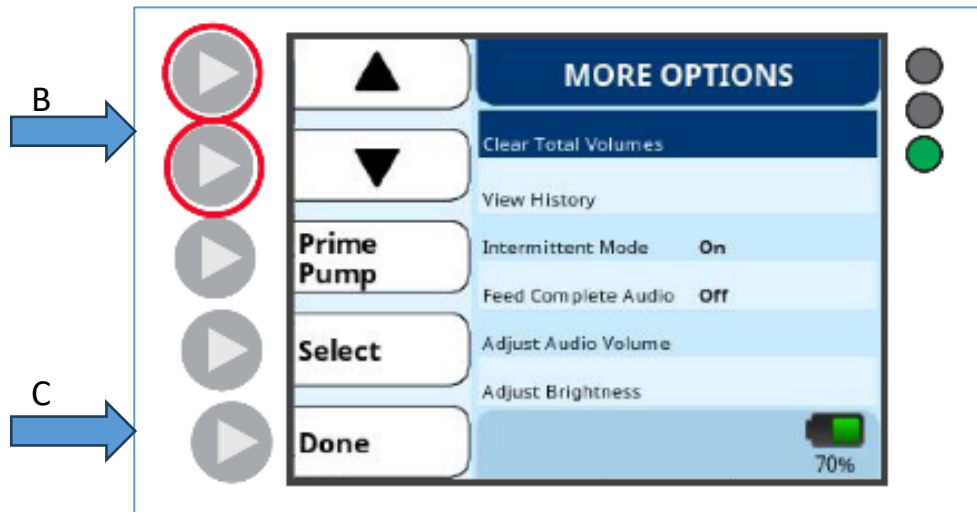 B
C
Prime
Pump
Select
Done
MORE OPTIONS
Clear Total Volumes
View History
Intermittent Mode On
Feed Complete Audio Off
Adjust Audio Volume
Adjust Brightness
70%